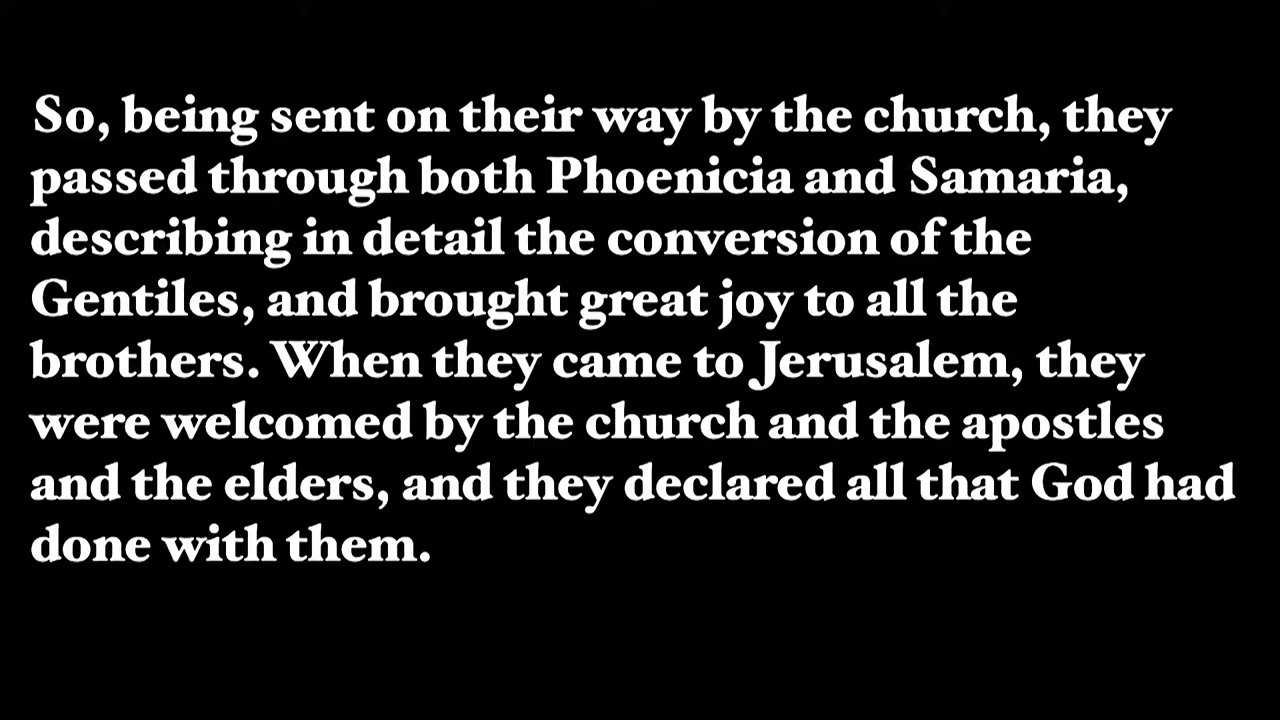 So, being sent on their way by the church, they
passed through both Phoenicia and Samaria,
describing in detail the conversion of the
Gentiles, and brought great joy to all the
brothers. When they came to Jerusalem, they
were welcomed by the church and the apostles
and the elders, and they declared all that God had
done with them.